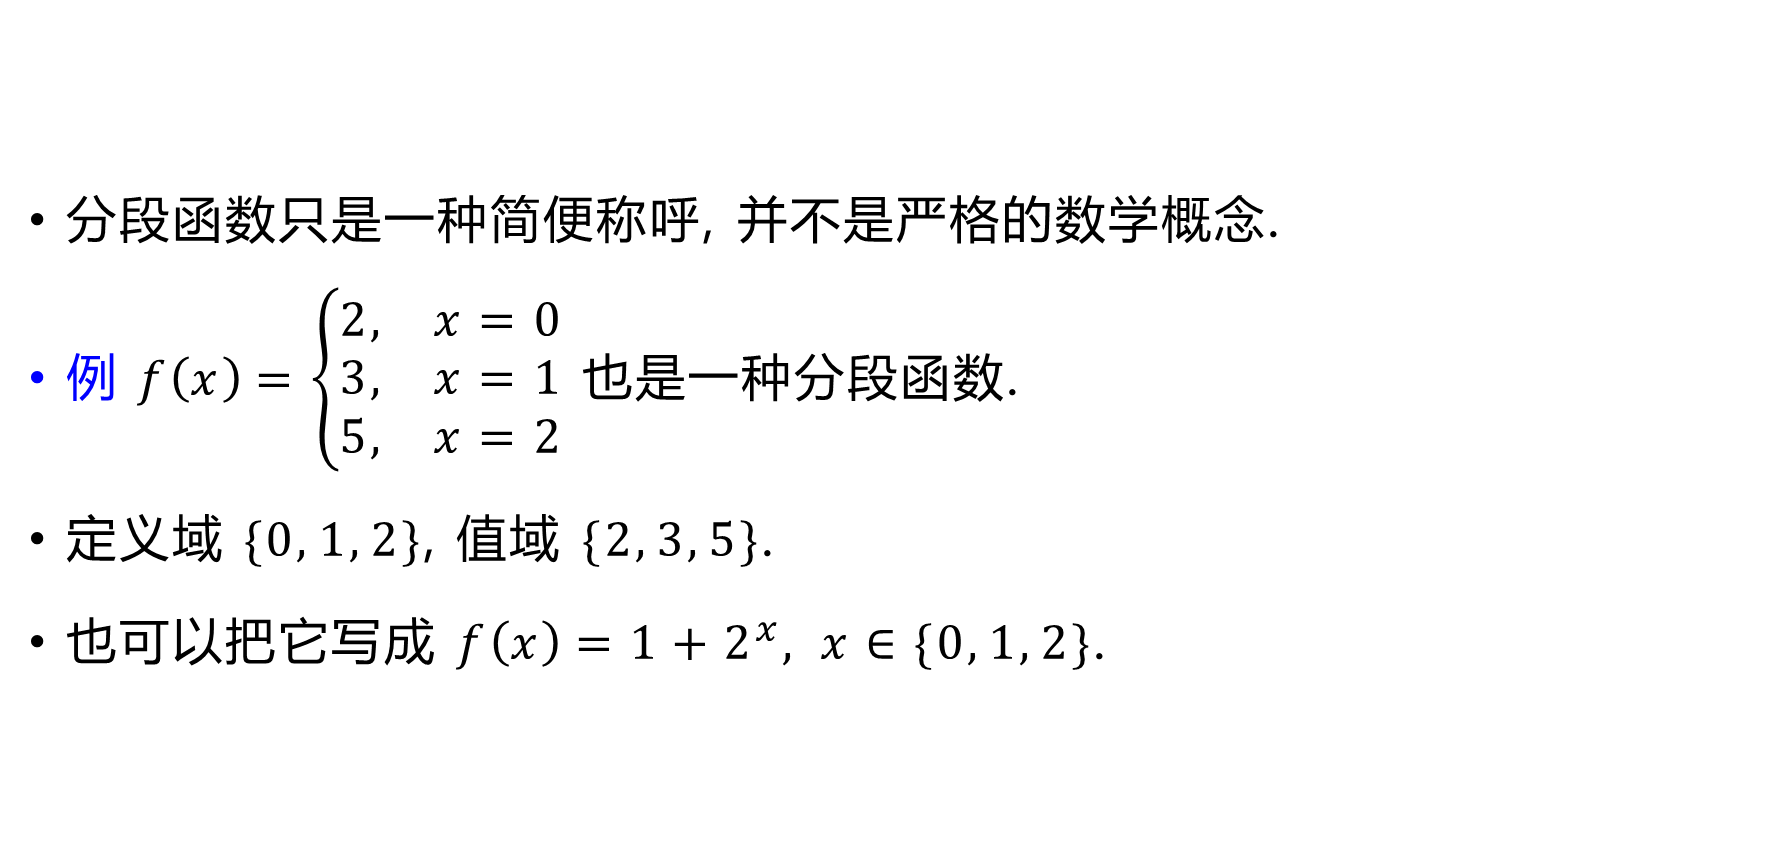 • 分段函数只是一种简便称呼, 并不是严格的数学概念.
• 例 f(x) = {2, x = 0
3, x = 1 也是一种分段函数.
5, x = 2
• 定义域 {0, 1, 2}, 值域 {2, 3, 5}.
• 也可以把它写成 f(x) = 1 + 2^x, x ∈ {0, 1, 2}.